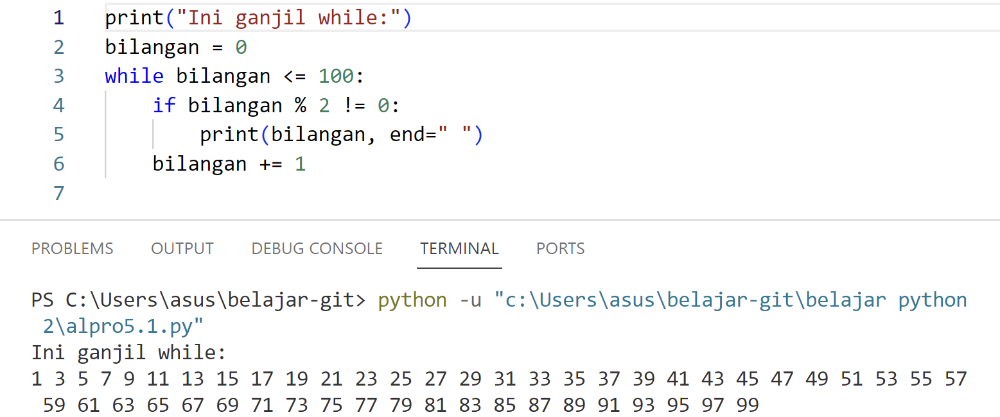 1 print("Ini ganjil while:")
2 bilangan = 0
3 while bilangan <= 100:
4     if bilangan % 2 != 0:
5         print(bilangan, end=" ")
6     bilangan += 1
7
PROBLEMS OUTPUT DEBUG CONSOLE TERMINAL PORTS
PS C:\Users\asus\belajar-git> python -u "c:\Users\asus\belajar-git\belajar python
 2\alpro5.1.py"
Ini ganjil while:
1 3 5 7 9 11 13 15 17 19 21 23 25 27 29 31 33 35 37 39 41 43 45 47 49 51 53 55 57
 59 61 63 65 67 69 71 73 75 77 79 81 83 85 87 89 91 93 95 97 99